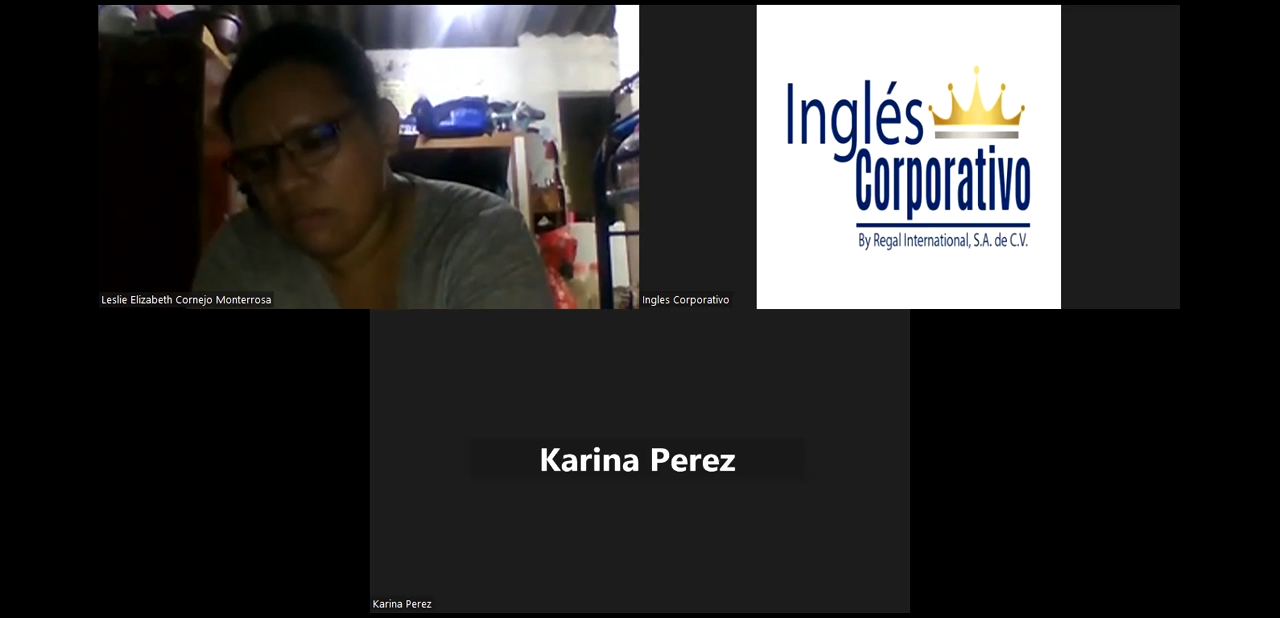 Leslie Elizabeth Cornejo Monterrosa
Inglés
Corporativo
By Regal International, S.A. de C.V.
Ingles Corporativo
Karina Perez
Karina Perez